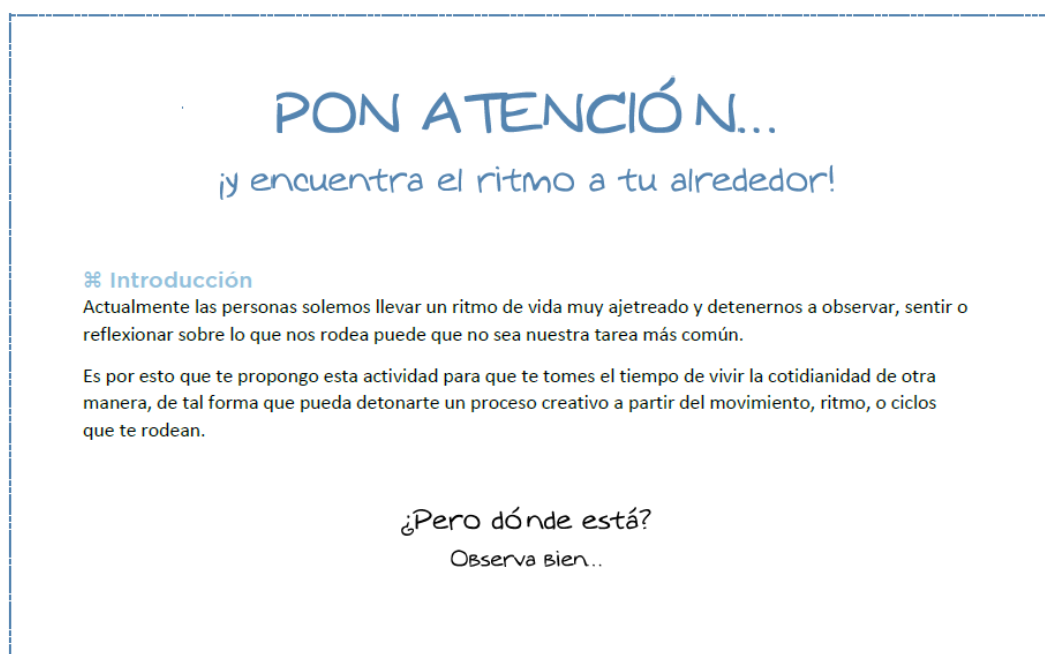 PON ATENCIÓN...
¡y encuentra el ritmo a tu alrededor!
⌘ Introducción
Actualmente las personas solemos llevar un ritmo de vida muy ajetreado y detenernos a observar, sentir o
reflexionar sobre lo que nos rodea puede que no sea nuestra tarea más común.
Es por esto que te propongo esta actividad para que te tomes el tiempo de vivir la cotidianidad de otra
manera, de tal forma que pueda detonarte un proceso creativo a partir del movimiento, ritmo, o ciclos
que te rodean.
¿Pero dónde está?
Observa bien...